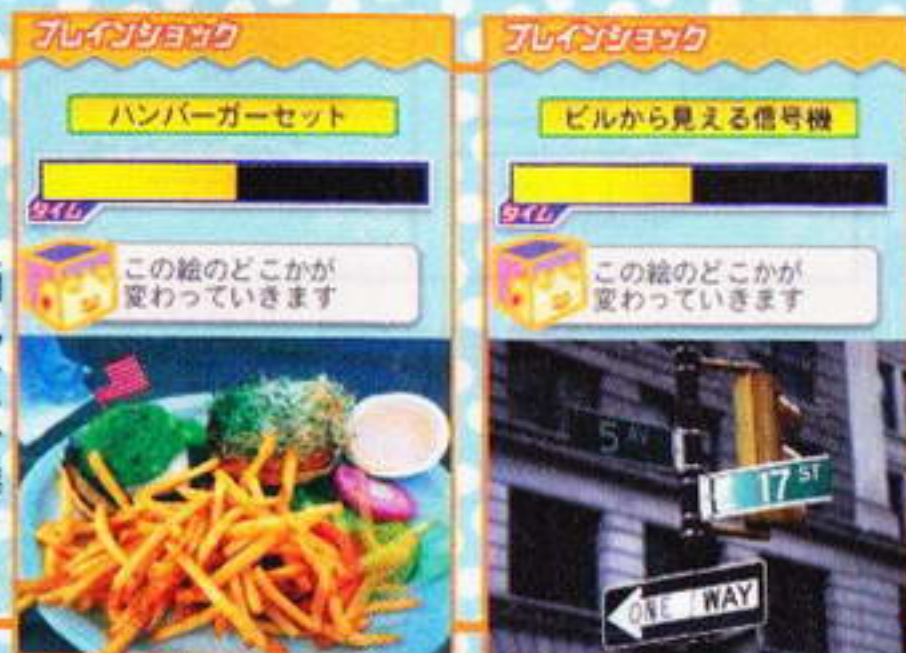 ブレインショック
ハンバーガーセット
タイム
この絵のどこかが
変わっていきます
ブレインショック
ビルから見える信号機
タイム
この絵のどこかが
変わっていきます
5 AV
17 ST
ONE WAY